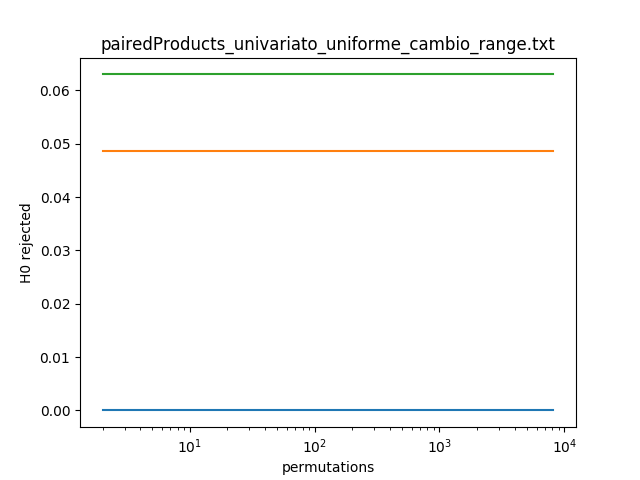 pairedProducts_univariato_uniforme_cambio_range.txt
0.06
0.05
0.04
0.03
0.02
0.01
0.00
H0 rejected
10¹ 10² 10³ 10⁴
permutations